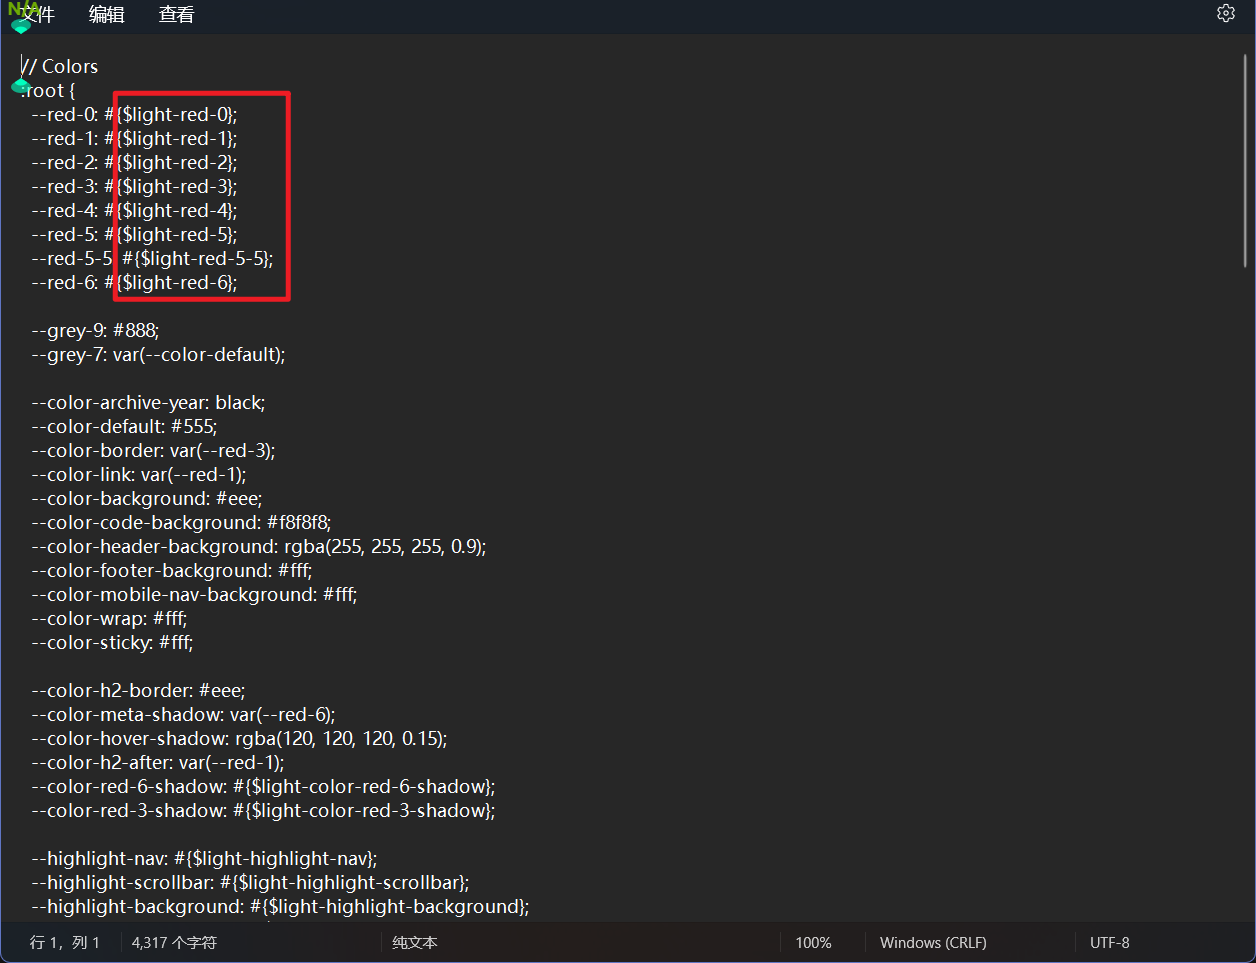 N/A
文件 编辑 查看
// Colors
:root {
--red-0: #{$light-red-0};
--red-1: #{$light-red-1};
--red-2: #{$light-red-2};
--red-3: #{$light-red-3};
--red-4: #{$light-red-4};
--red-5: #{$light-red-5};
--red-5-5: #{$light-red-5-5};
--red-6: #{$light-red-6};
--grey-9: #888;
--grey-7: var(--color-default);
--color-archive-year: black;
--color-default: #555;
--color-border: var(--red-3);
--color-link: var(--red-1);
--color-background: #eee;
--color-code-background: #f8f8f8;
--color-header-background: rgba(255, 255, 255, 0.9);
--color-footer-background: #fff;
--color-mobile-nav-background: #fff;
--color-wrap: #fff;
--color-sticky: #fff;
--color-h2-border: #eee;
--color-meta-shadow: var(--red-6);
--color-hover-shadow: rgba(120, 120, 120, 0.15);
--color-h2-after: var(--red-1);
--color-red-6-shadow: #{$light-color-red-6-shadow};
--color-red-3-shadow: #{$light-color-red-3-shadow};
--highlight-nav: #{$light-highlight-nav};
--highlight-scrollbar: #{$light-highlight-scrollbar};
--highlight-background: #{$light-highlight-background};
行 1，列 1 4,317 个字符 纯文本 100% Windows (CRLF) UTF-8